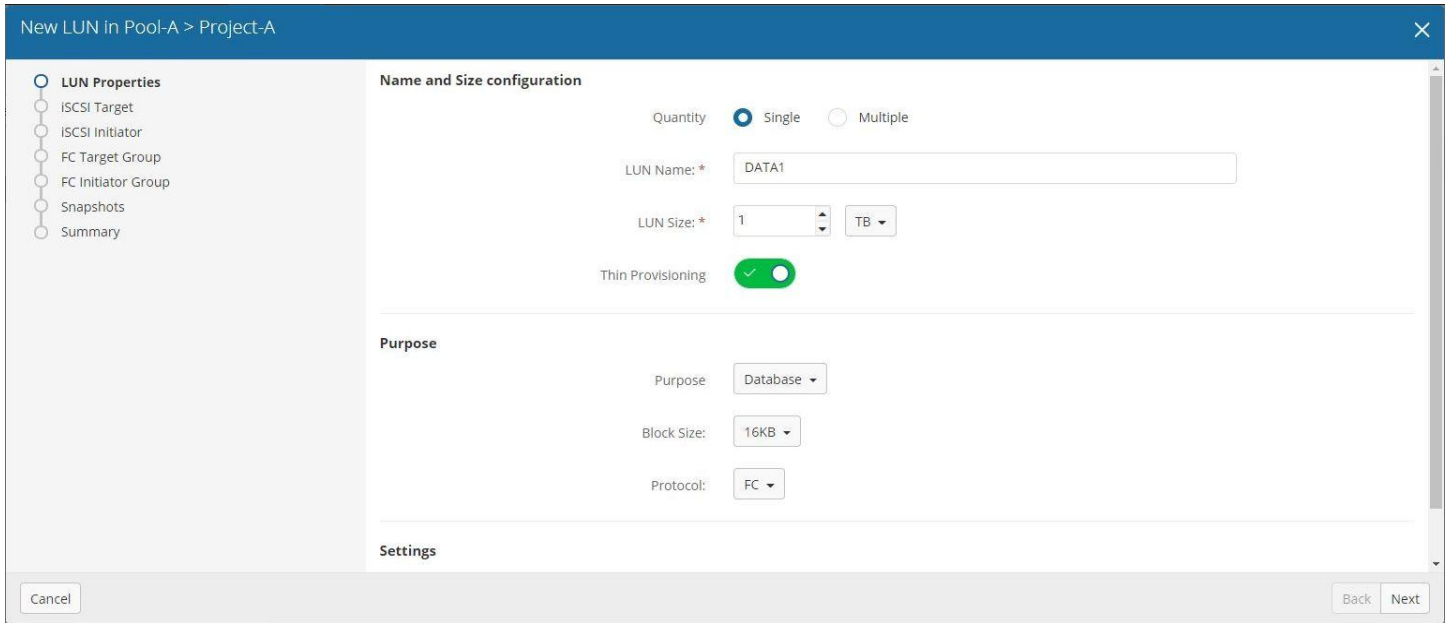 New LUN in Pool-A > Project-A
LUN Properties
iSCSI Target
iSCSI Initiator
FC Target Group
FC Initiator Group
Snapshots
Summary
Name and Size configuration
Quantity Single Multiple
LUN Name: * DATA1
LUN Size: * 1 TB
Thin Provisioning
Purpose
Purpose Database
Block Size: 16KB
Protocol: FC
Settings
Cancel Back Next